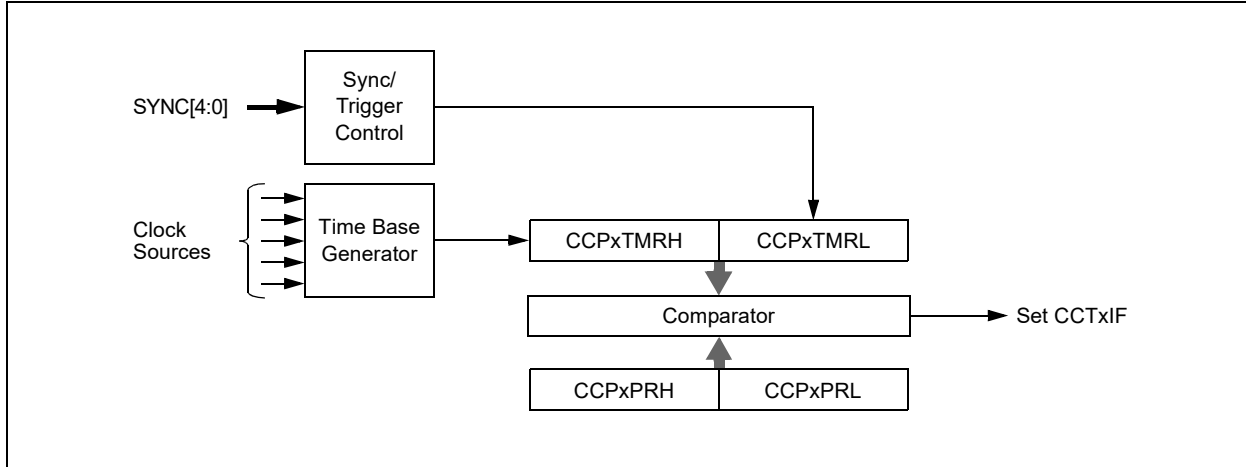 Sync/
Trigger
Control
SYNC[4:0]
Clock
Sources
Time Base
Generator
CCPxTMRH
CCPxTMRL
Comparator
Set CCTxIF
CCPxPRH
CCPxPRL